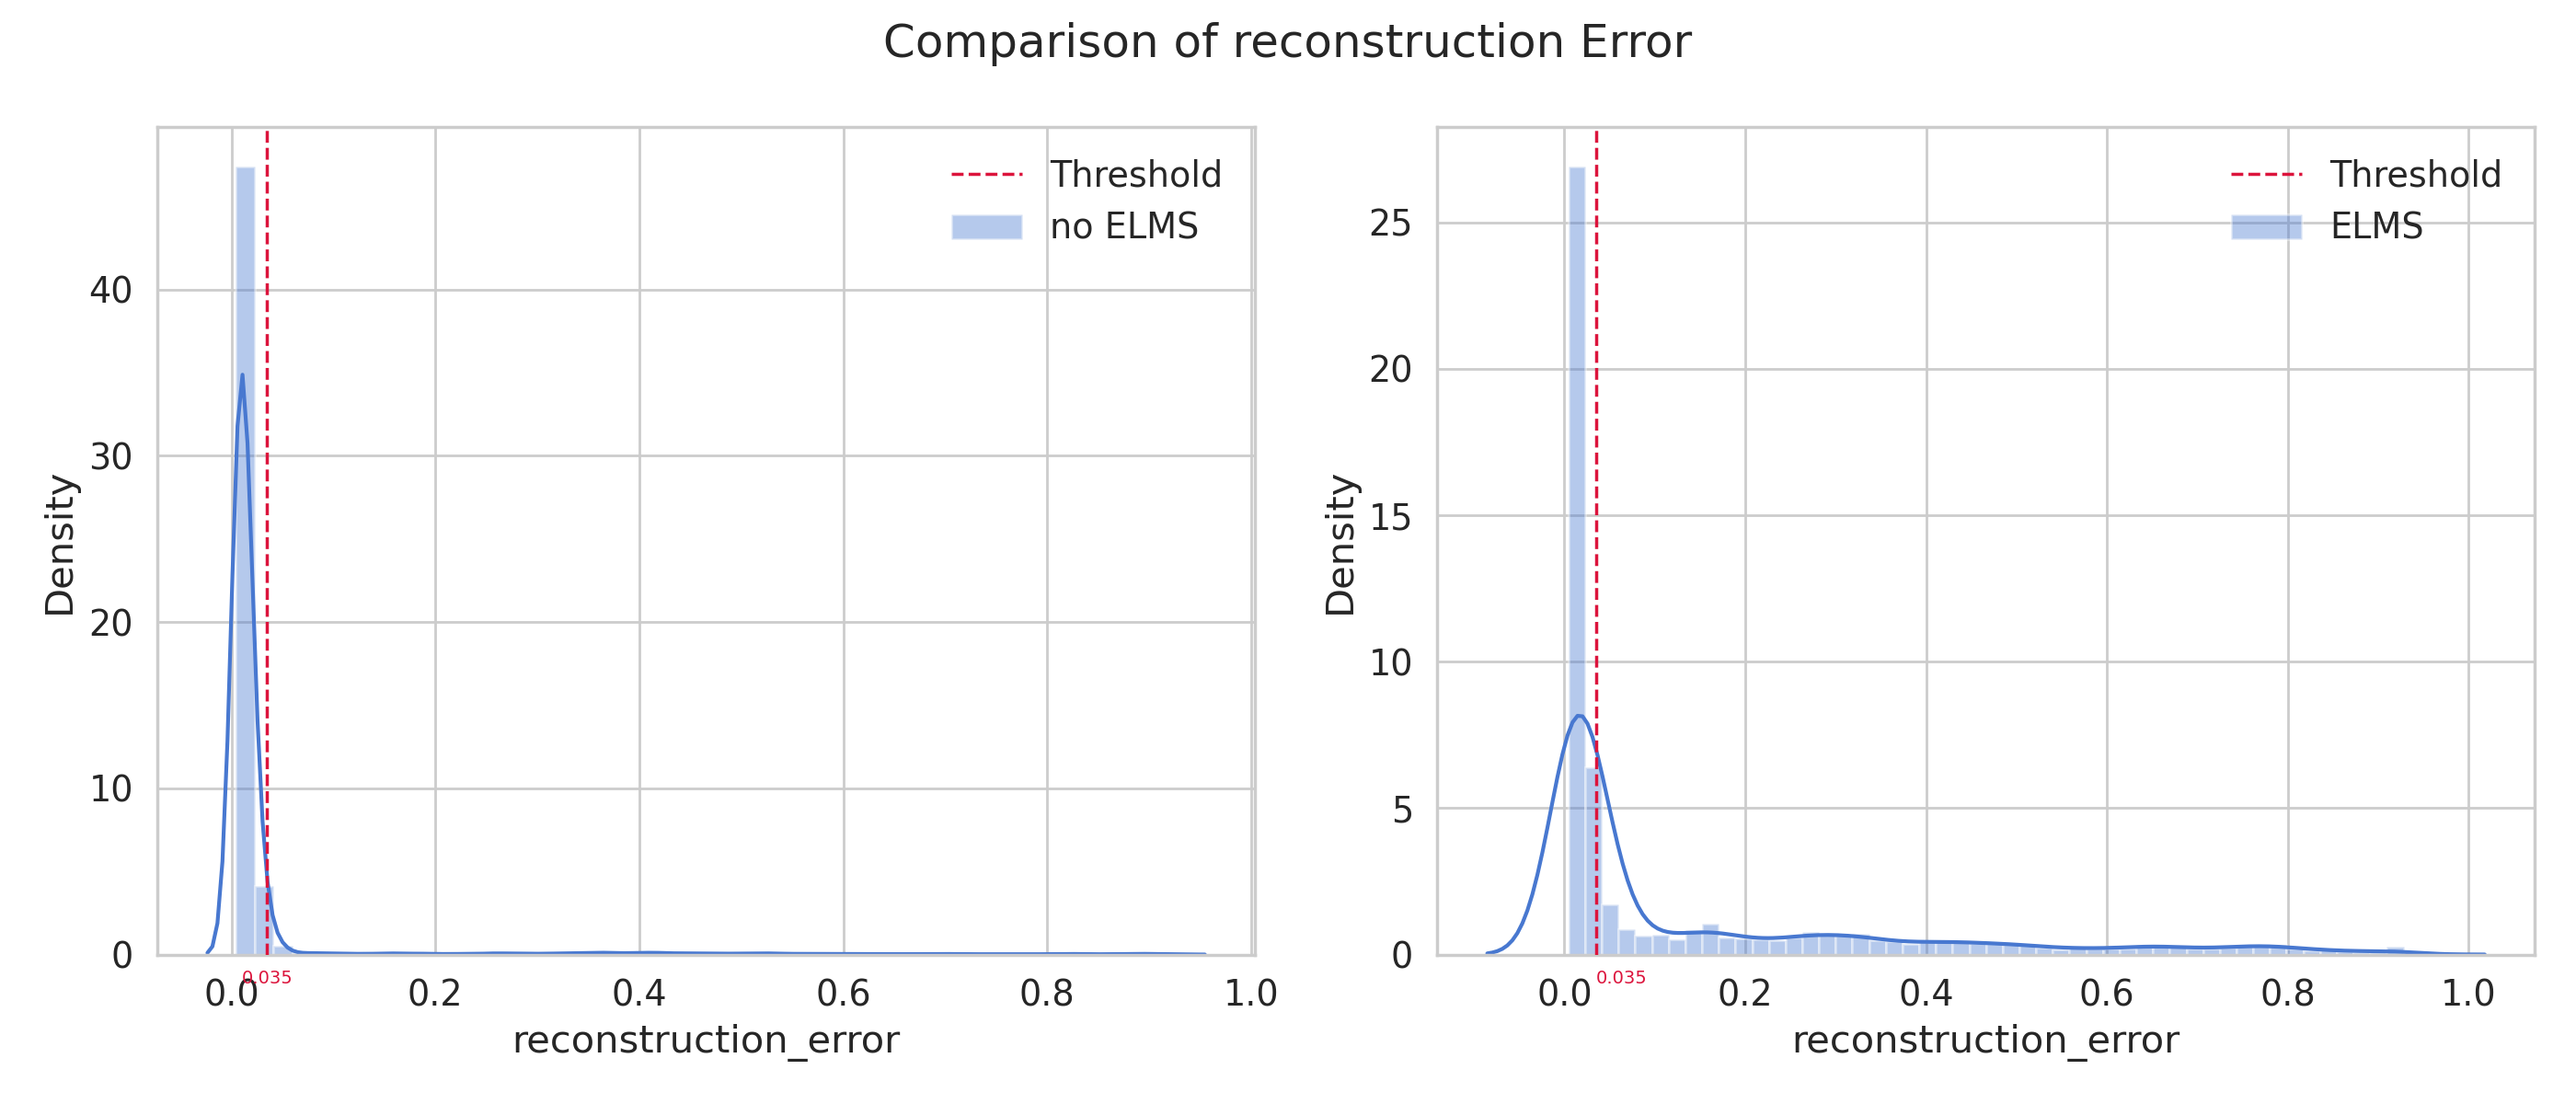 Comparison of reconstruction Error
Threshold
no ELMS
40
30
20
10
0
Density
0.035
0.0 0.2 0.4 0.6 0.8 1.0
reconstruction_error
Threshold
ELMS
25
20
15
10
5
0
Density
0.035
0.0 0.2 0.4 0.6 0.8 1.0
reconstruction_error